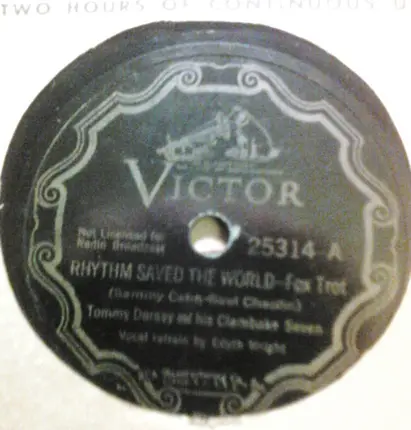 TWO HOURS OF CONTINUOUS
VICTOR
Not Licensed for
Radio Broadcast
25314 A
RHYTHM SAVED THE WORLD-Fox Trot
(Sammy Cahn-Saul Chaplin)
Tommy Dorsey and his Clambake Seven
Vocal refrain by Edith Wright